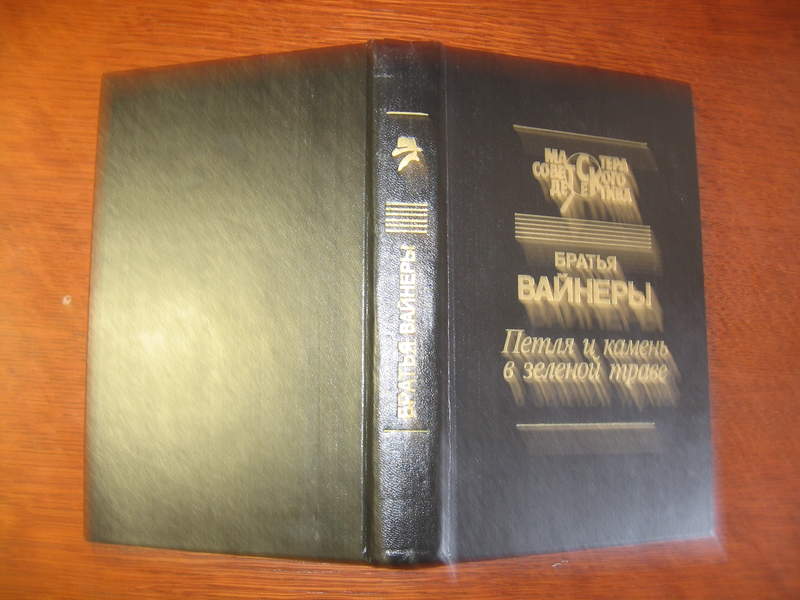 БРАТЬЯ ВАЙНЕРЫ
МАСТЕРА
СОВЕТСКОГО
ДЕТЕКТИВА
БРАТЬЯ
ВАЙНЕРЫ
Петля и камень
в зеленой траве